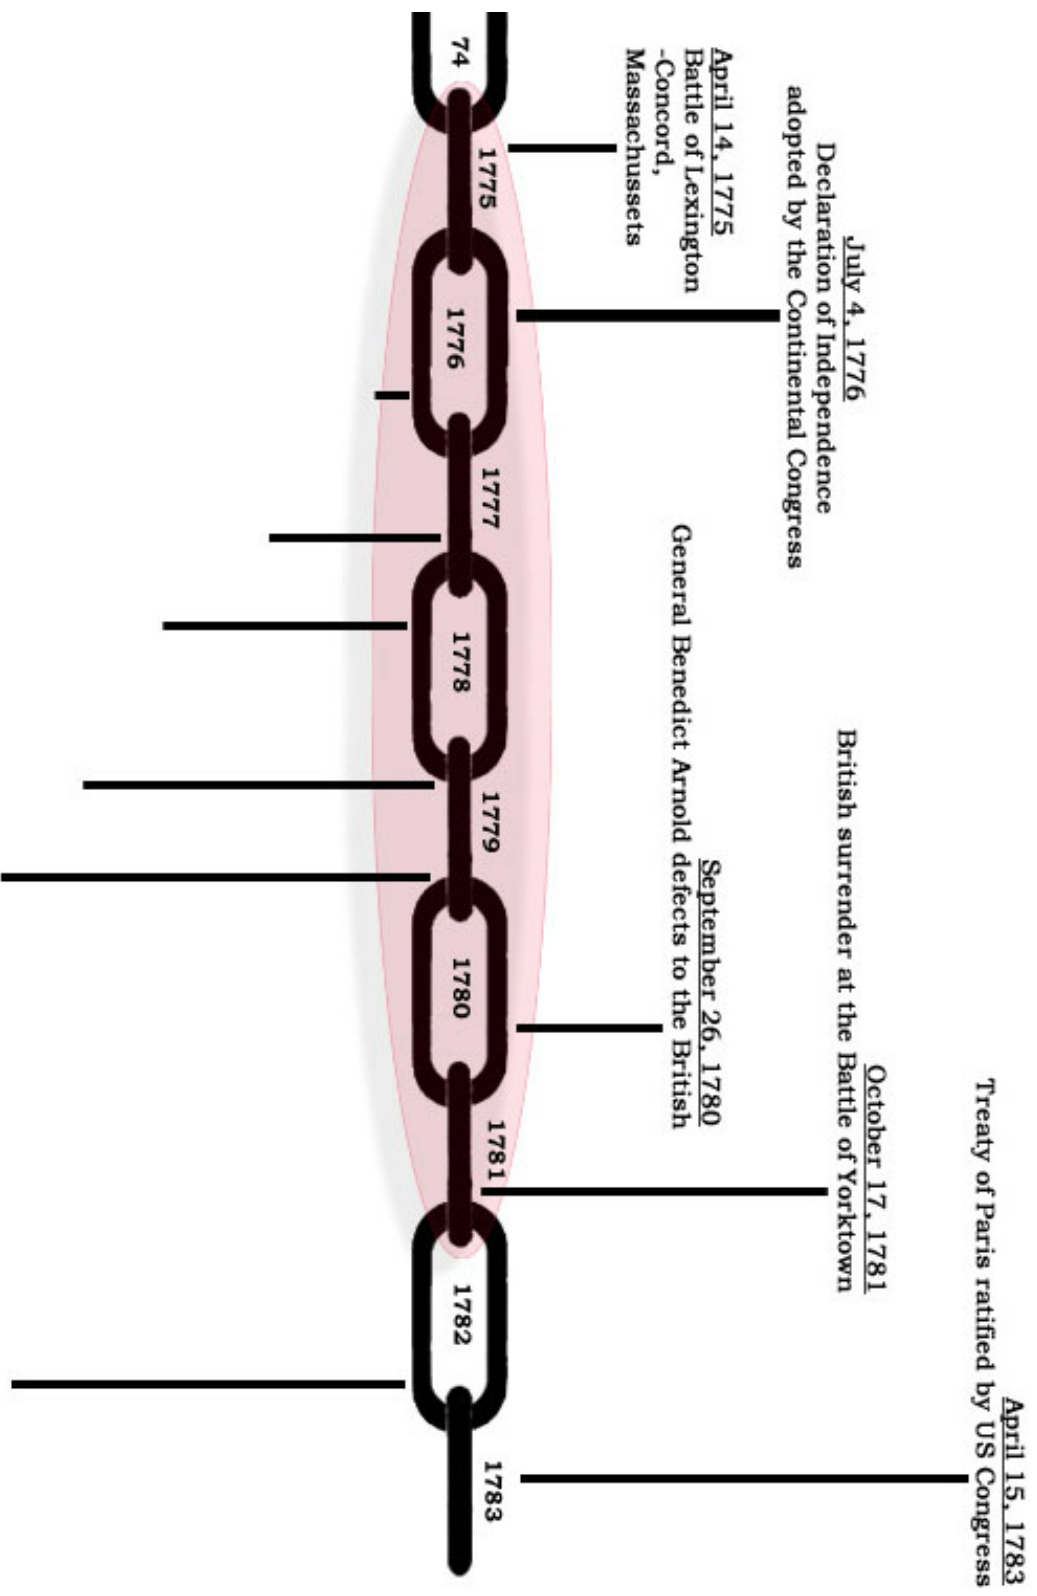 April 15, 1783
Treaty of Paris ratified by US Congress
October 17, 1781
British surrender at the Battle of Yorktown
July 4, 1776
Declaration of Independence
adopted by the Continental Congress
September 26, 1780
General Benedict Arnold defects to the British
April 14, 1775
Battle of Lexington
-Concord,
Massachussets
74
1775
1776
1777
1778
1779
1780
1781
1782
1783